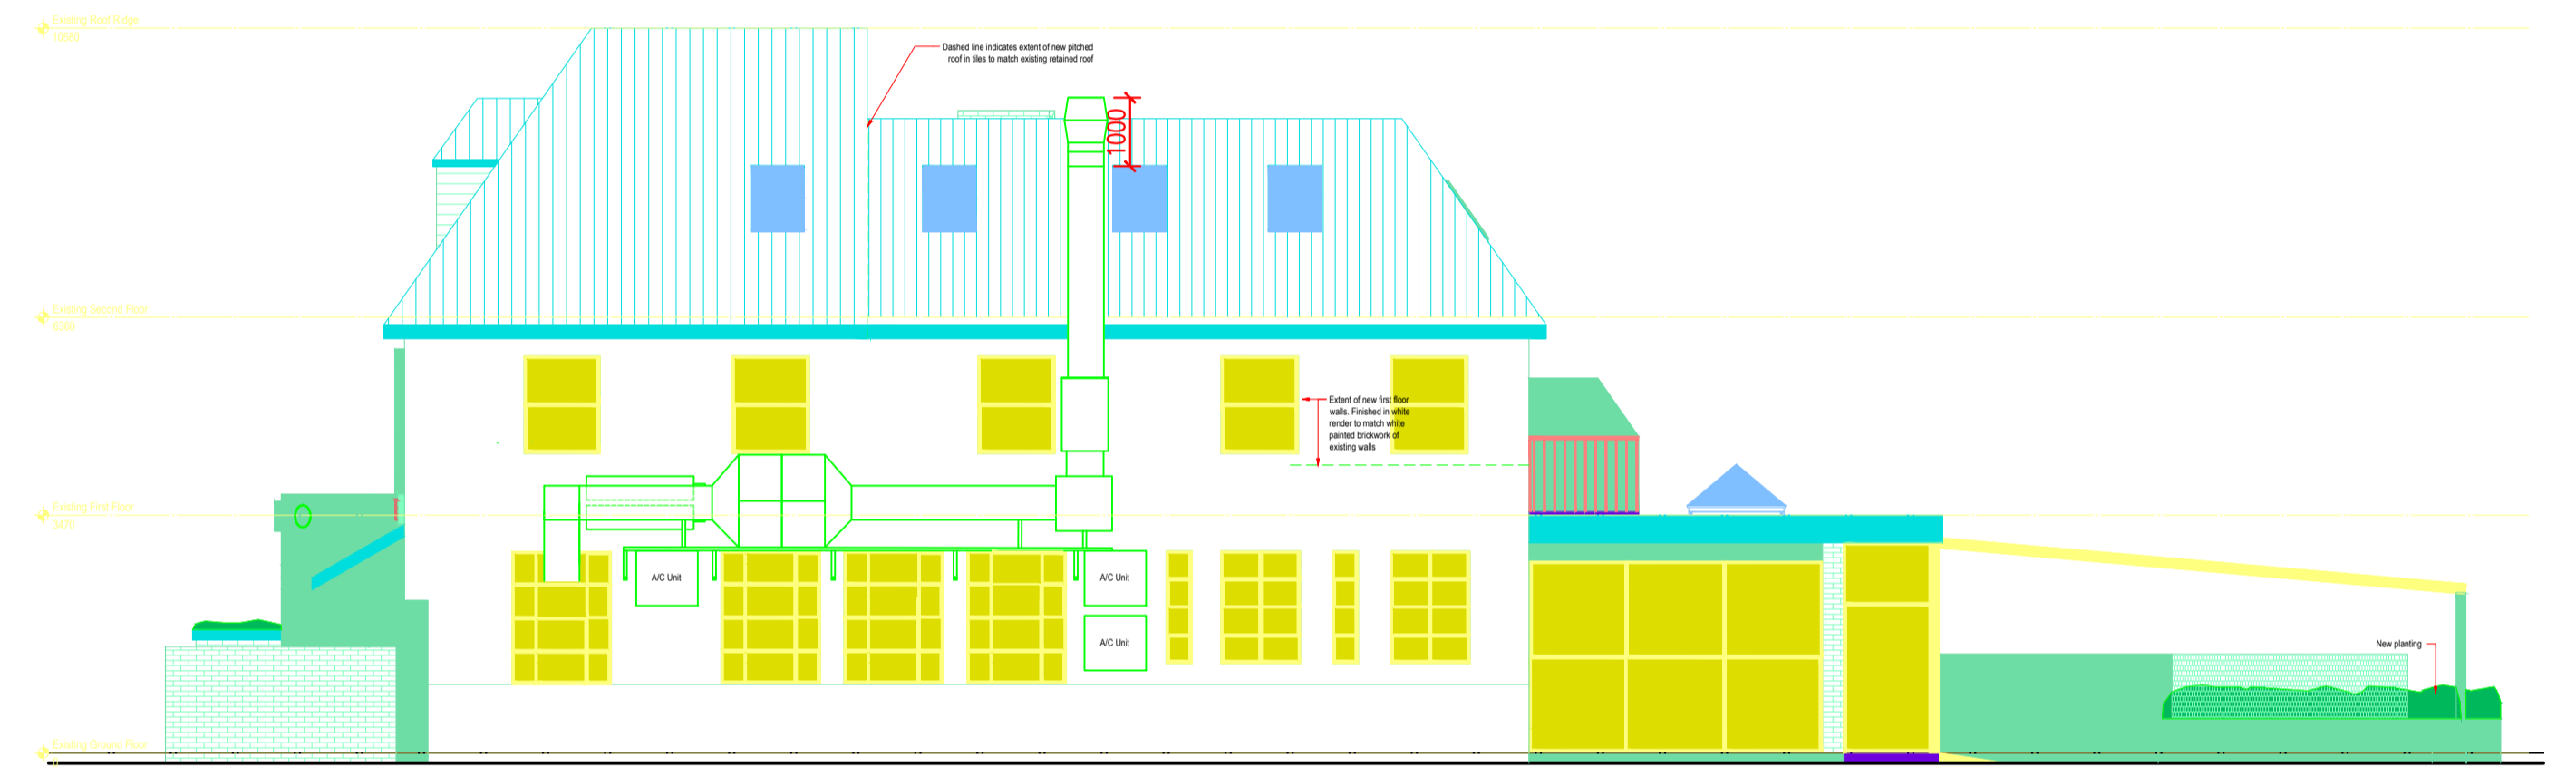 Existing Roof Ridge
Dashed line indicates extent of new pitched
roof in tiles to match existing retained roof
1000
Existing Second Floor
6360
Extent of new first floor
walls. Finished in white
render to match white
painted brickwork of
existing walls
Existing First Floor
3470
A/C Unit
A/C Unit
A/C Unit
New planting
Existing Ground Floor